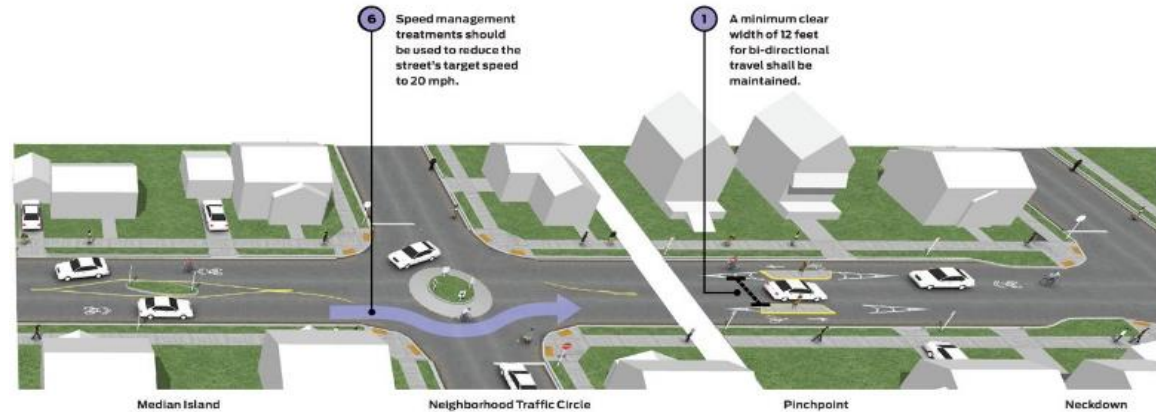 6
Speed management
treatments should
be used to reduce the
street's target speed
to 20 mph.
1
A minimum clear
width of 12 feet
for bi-directional
travel shall be
maintained.
Median Island
Neighborhood Traffic Circle
Pinchpoint
Neckdown